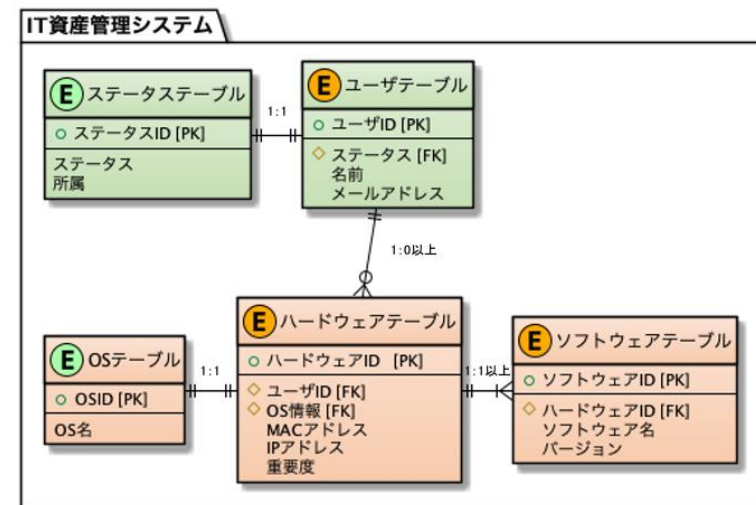 IT資産管理システム
E ステータステーブル
ステータスID [PK]
ステータス
所属
1:1
E ユーザテーブル
ユーザID [PK]
ステータス [FK]
名前
メールアドレス
1:0以上
E OSテーブル
OSID [PK]
OS名
1:1
E ハードウェアテーブル
ハードウェアID [PK]
ユーザID [FK]
OS情報 [FK]
MACアドレス
IPアドレス
重要度
1:1以上
E ソフトウェアテーブル
ソフトウェアID [PK]
ハードウェアID [FK]
ソフトウェア名
バージョン